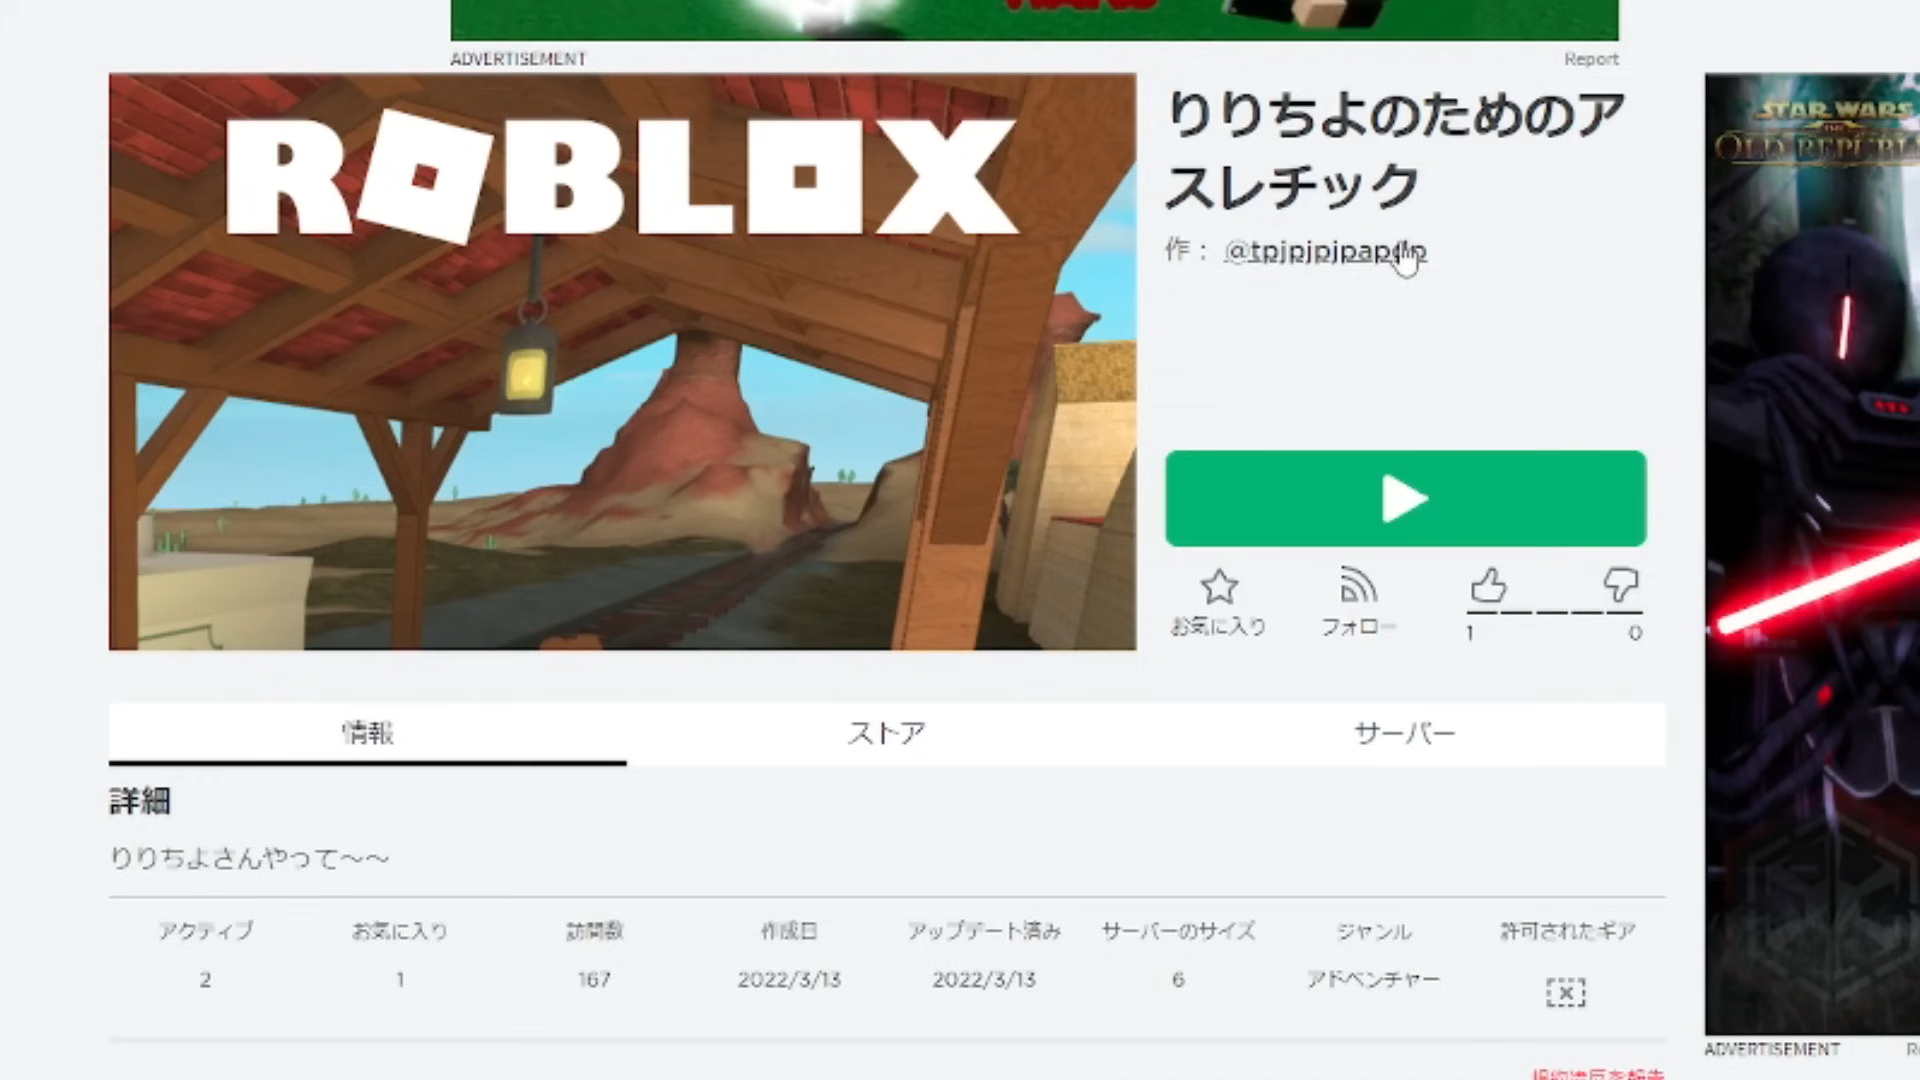 ADVERTISEMENT
Report
ROBLOX
りりちよのためのア
スレチック
作：
STAR WARS
THE
お気に入り
フォロー
1
0
情報
ストア
サーバー
詳細
りりちよさんやって〜〜
アクティブ
お気に入り
訪問数
作成日
アップデート済み
サーバーのサイズ
ジャンル
許可されたギア
2
1
167
2022/3/13
2022/3/13
6
アドベンチャー
ADVERTISEMENT